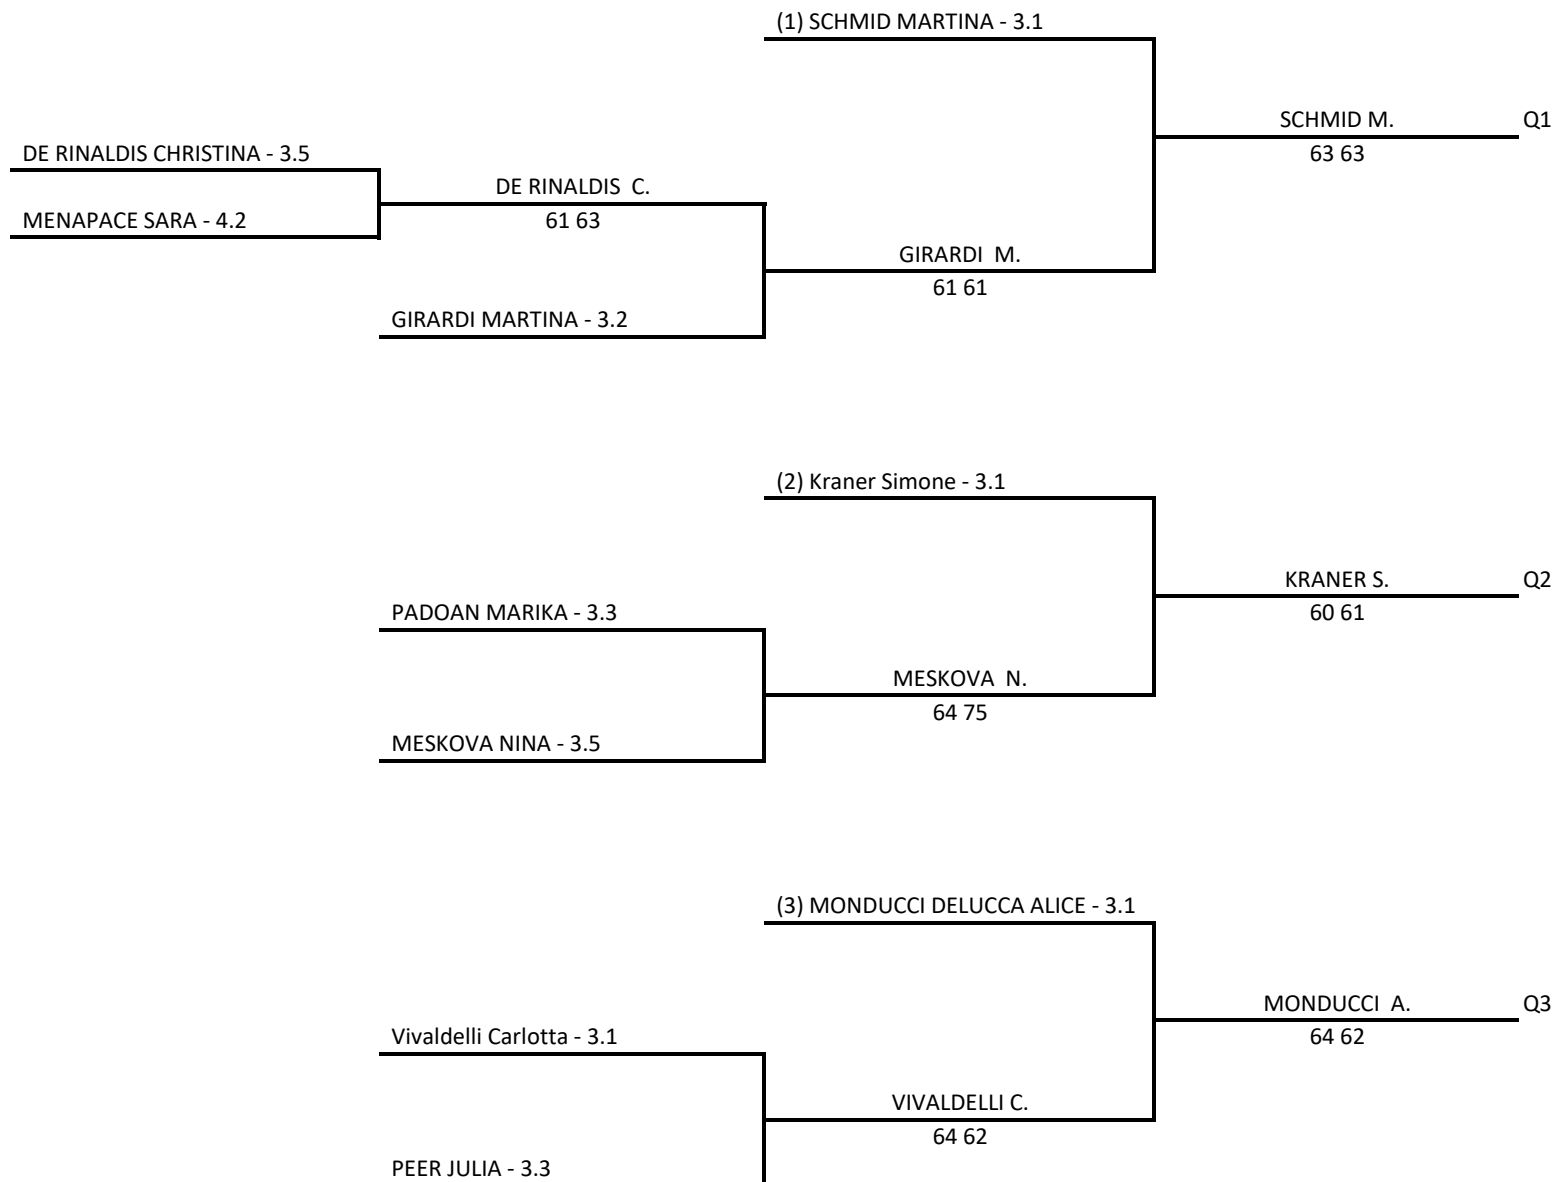 (1) SCHMID MARTINA - 3.1
SCHMID M.
Q1
63 63
DE RINALDIS CHRISTINA - 3.5
DE RINALDIS  C.
MENAPACE SARA - 4.2
61 63
GIRARDI  M.
61 61
GIRARDI MARTINA - 3.2
(2) Kraner Simone - 3.1
KRANER S.
Q2
60 61
PADOAN MARIKA - 3.3
MESKOVA  N.
64 75
MESKOVA NINA - 3.5
(3) MONDUCCI DELUCCA ALICE - 3.1
MONDUCCI  A.
Q3
64 62
Vivaldelli Carlotta - 3.1
VIVALDELLI C.
64 62
PEER JULIA - 3.3